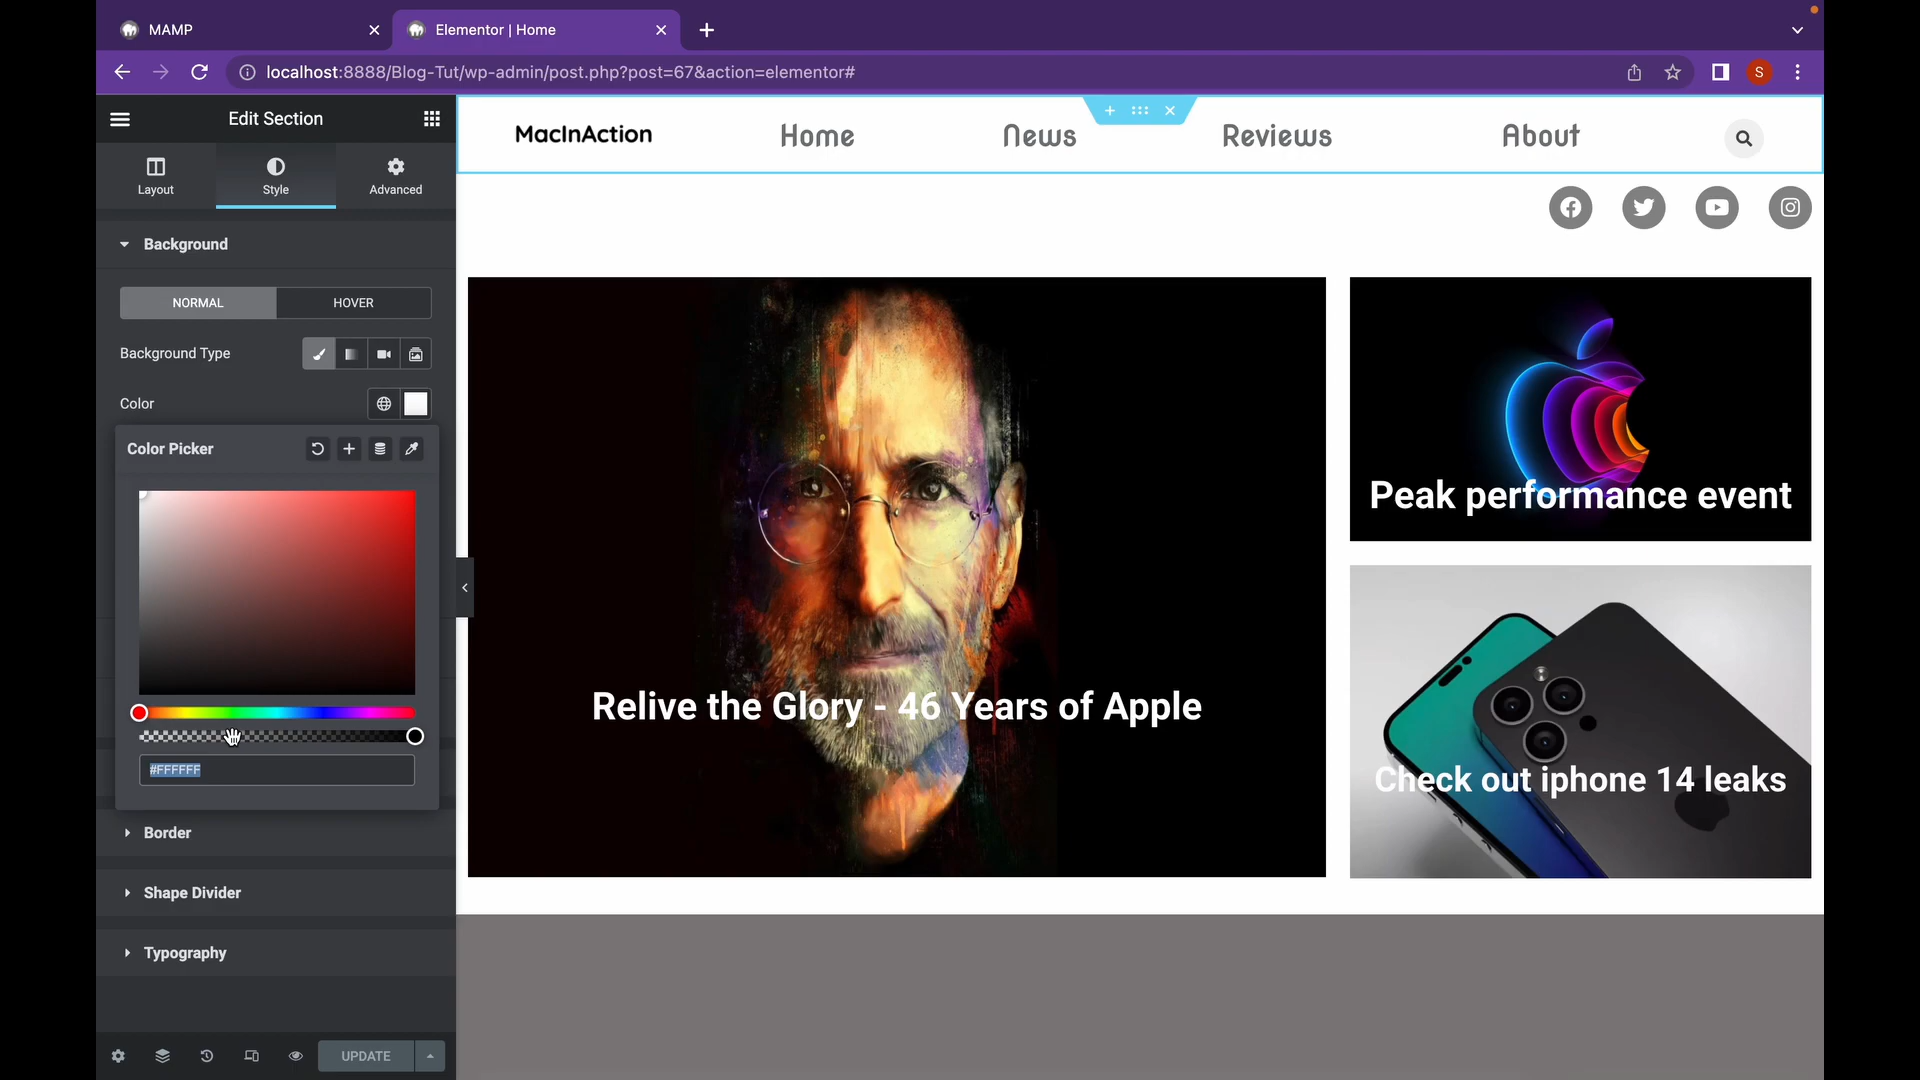 MAMP
Elementor | Home
localhost:8888/Blog-Tut/wp-admin/post.php?post=67&action=elementor#
S
Edit Section
Layout
Style
Advanced
Background
NORMAL
HOVER
Background Type
Color
Color Picker
#FFFFFF
Border
Shape Divider
Typography
UPDATE
MacInAction
Home
News
Reviews
About
Relive the Glory - 46 Years of Apple
Peak performance event
Check out iphone 14 leaks